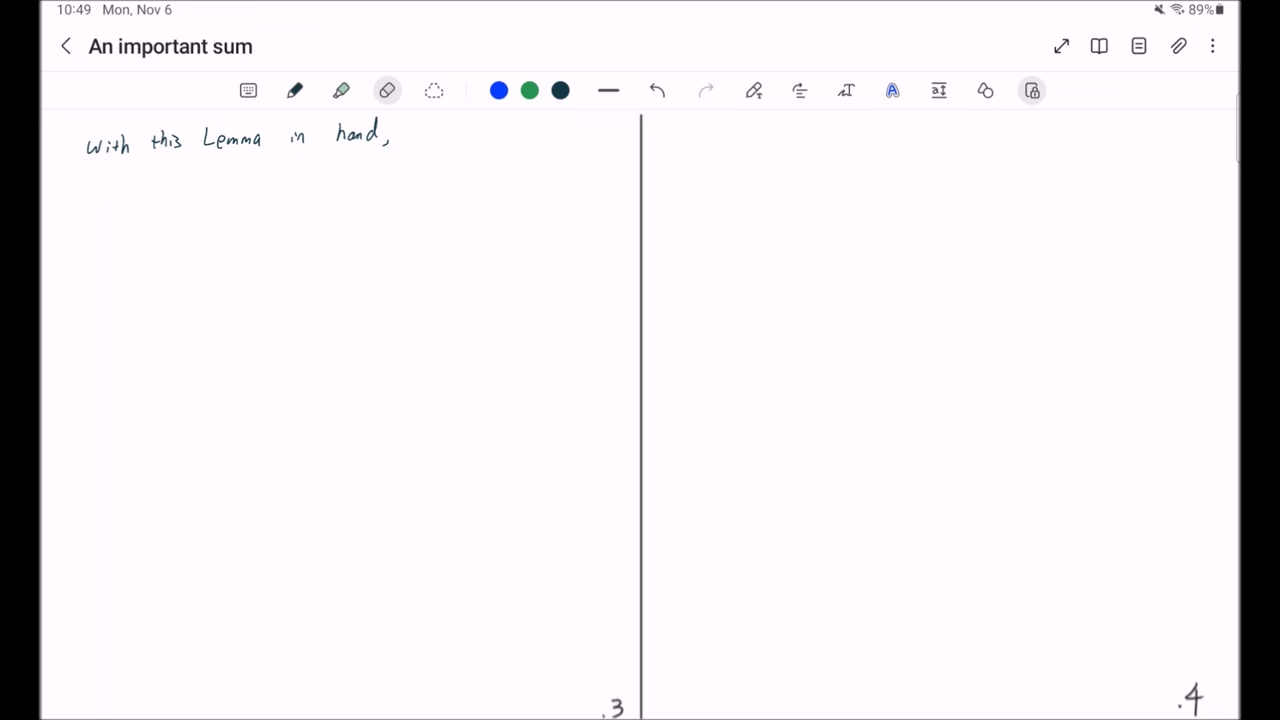 10:49 Mon, Nov 6
89%
An important sum
With this Lemma in hand,
.3
.4